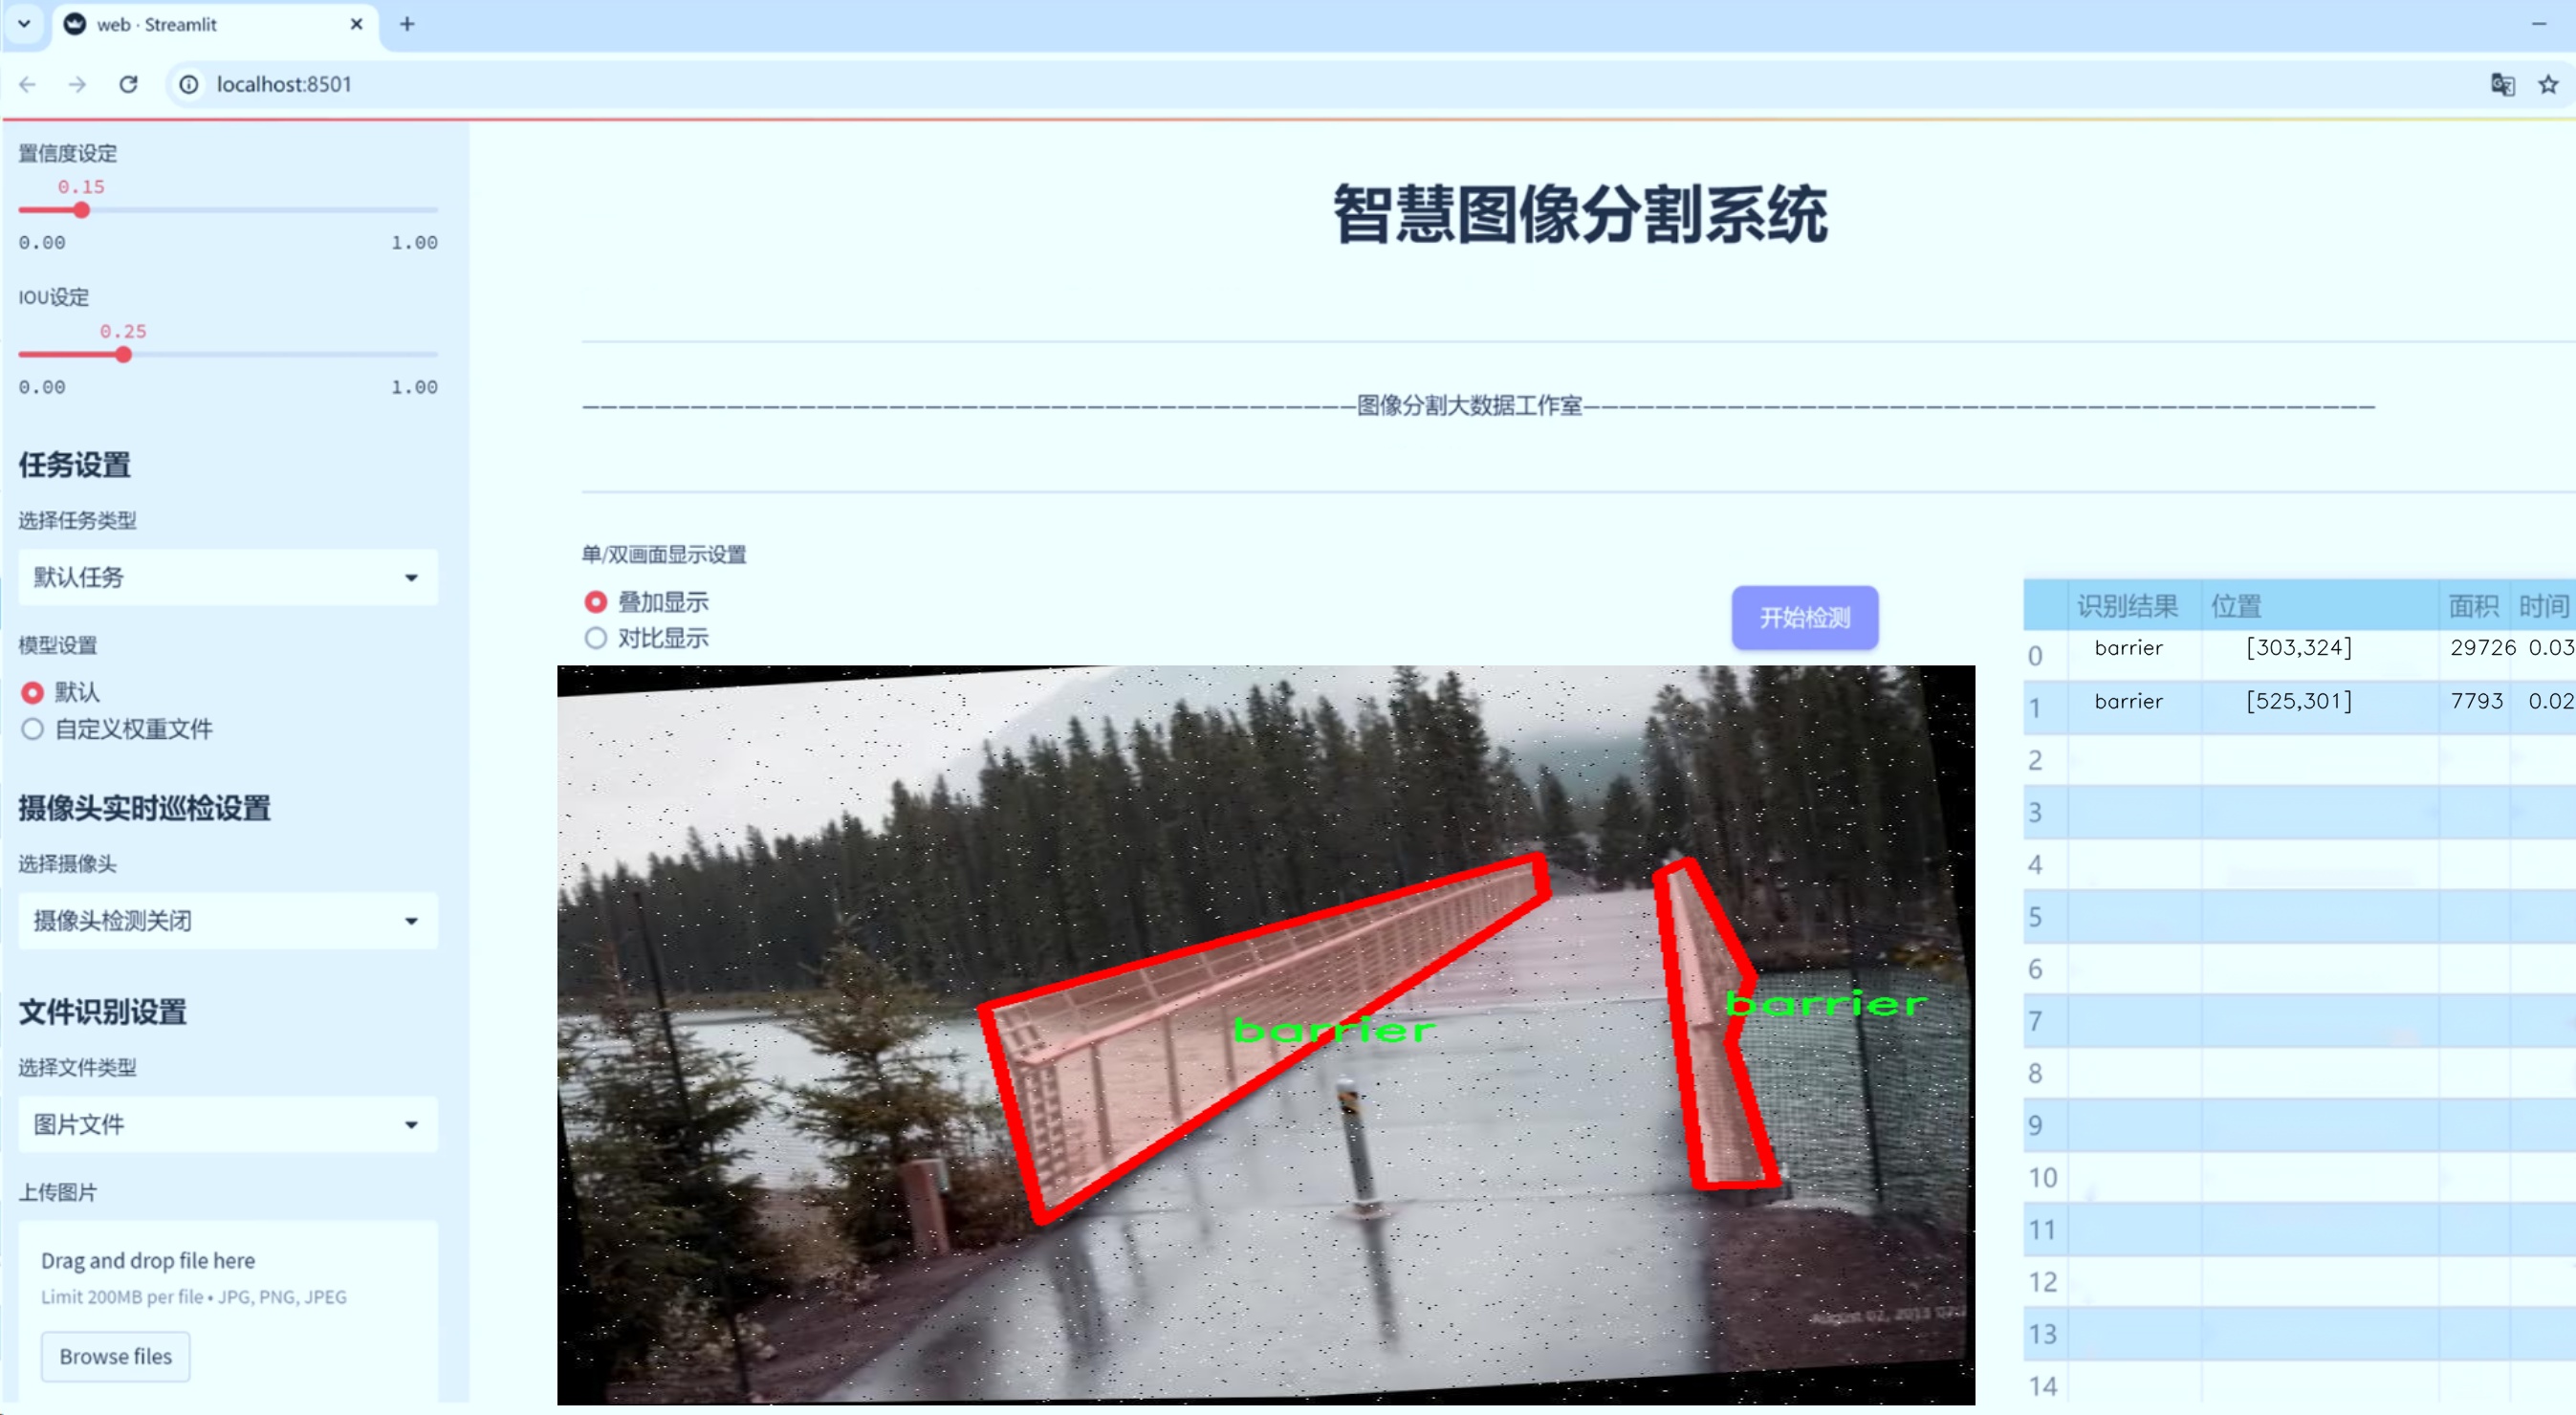 web · Streamlit
localhost:8501
置信度设定
0.15
0.00 1.00
IOU设定
0.25
0.00 1.00
任务设置
选择任务类型
默认任务
模型设置
默认
自定义权重文件
摄像头实时巡检设置
选择摄像头
摄像头检测关闭
文件识别设置
选择文件类型
图片文件
上传图片
Drag and drop file here
Limit 200MB per file • JPG, PNG, JPEG
Browse files
智慧图像分割系统
———————————————————————————————————————————图像分割大数据工作室————————————————————————————————————————————
单/双画面显示设置
叠加显示
对比显示
开始检测
barrier
barrier
August 02, 2013
识别结果 位置 面积 时间
0 barrier [303,324] 29726 0.03
1 barrier [525,301] 7793 0.02
2
3
4
5
6
7
8
9
10
11
12
13
14